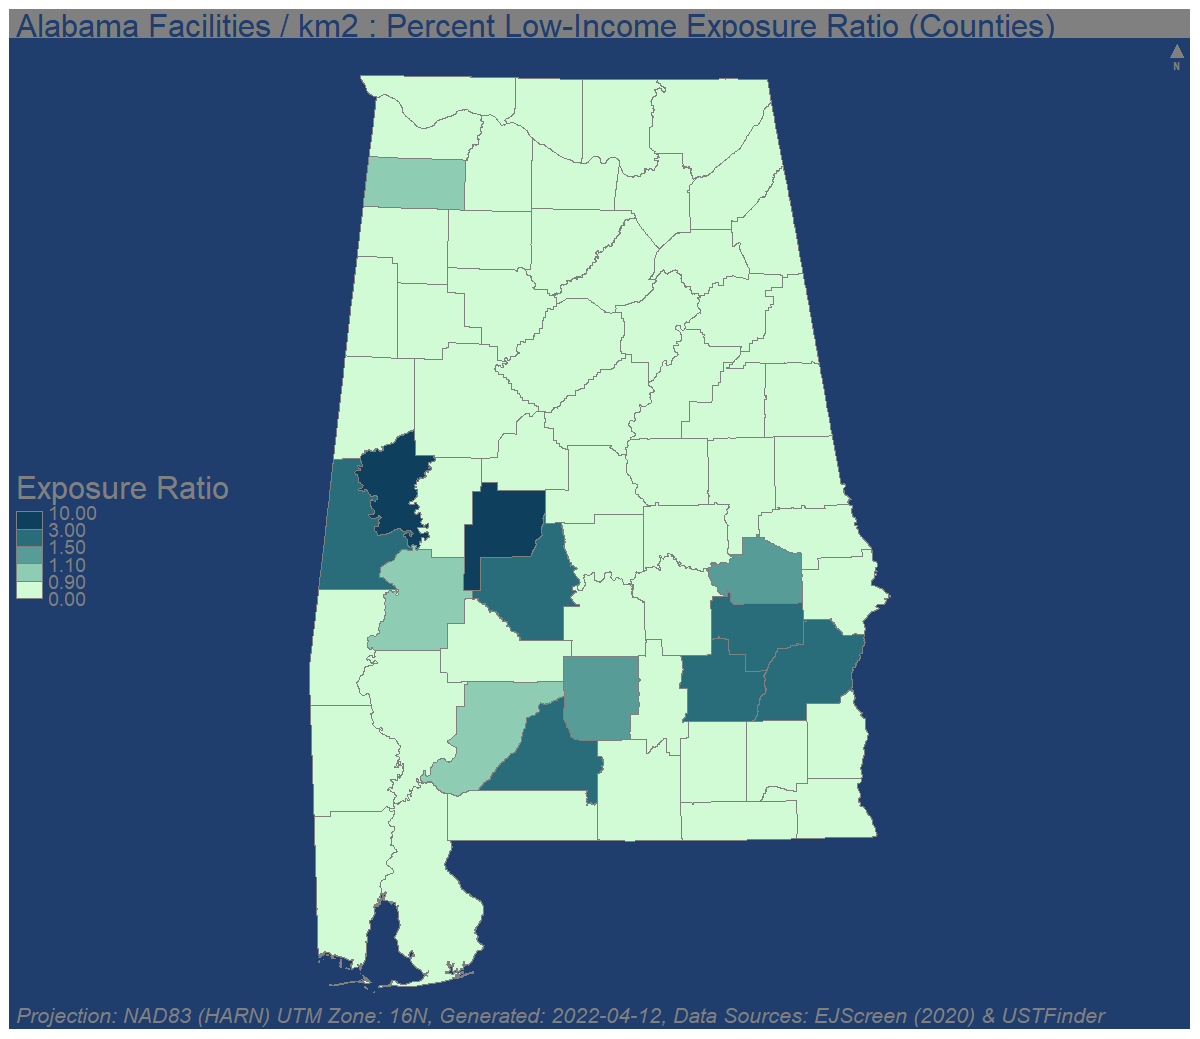 Alabama Facilities / km2 : Percent Low-Income Exposure Ratio (Counties)
N
Exposure Ratio
10.00
3.00
1.50
1.10
0.90
0.00
Projection: NAD83 (HARN) UTM Zone: 16N, Generated: 2022-04-12, Data Sources: EJScreen (2020) & USTFinder